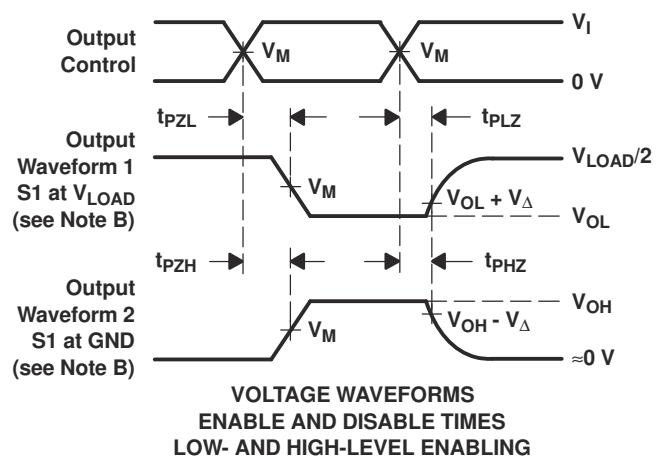 Output
Control
V_M
V_M
V_I
0 V
t_PZL
t_PLZ
Output
Waveform 1
S1 at V_LOAD
(see Note B)
V_M
V_LOAD/2
V_OL + V_Δ
V_OL
t_PZH
t_PHZ
Output
Waveform 2
S1 at GND
(see Note B)
V_M
V_OH
V_OH - V_Δ
≈0 V
VOLTAGE WAVEFORMS
ENABLE AND DISABLE TIMES
LOW- AND HIGH-LEVEL ENABLING